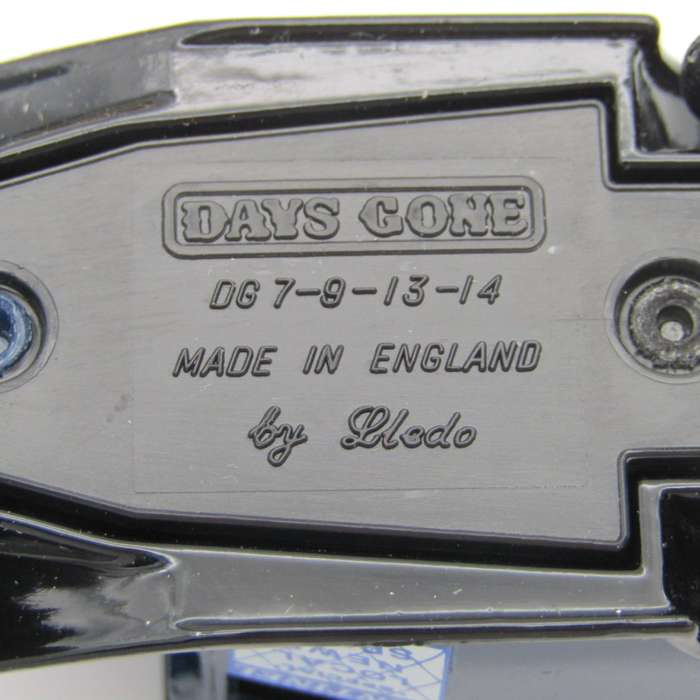 DAYS GONE
DG 7-9-13-14
MADE IN ENGLAND
by Lledo